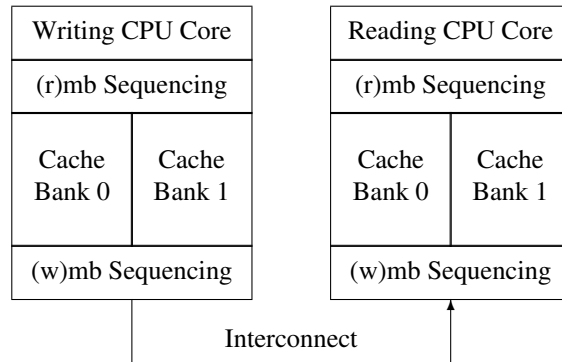 Writing CPU Core
(r)mb Sequencing
Cache
Bank 0
Cache
Bank 1
(w)mb Sequencing
Reading CPU Core
(r)mb Sequencing
Cache
Bank 0
Cache
Bank 1
(w)mb Sequencing
Interconnect